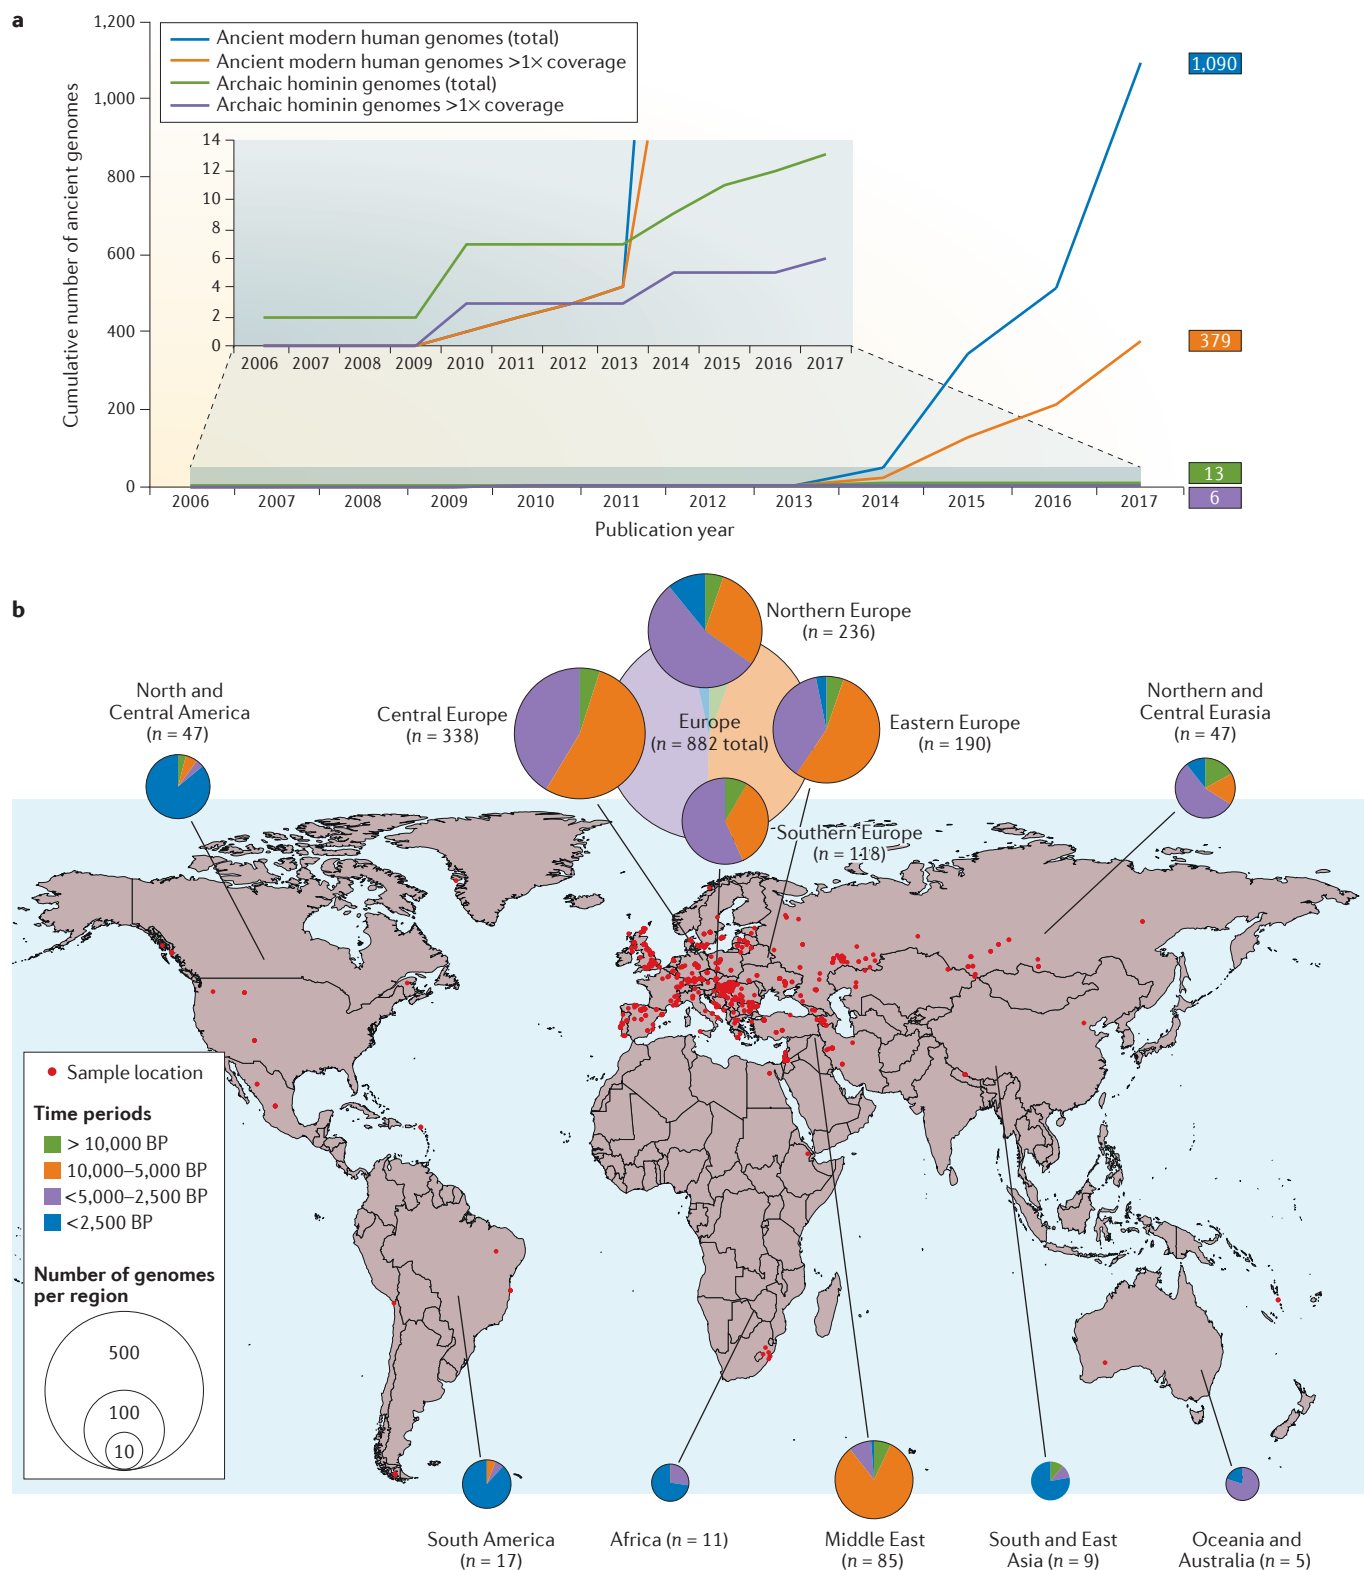 a
1,200
1,000
800
600
400
200
0
Cumulative number of ancient genomes
Ancient modern human genomes (total)
Ancient modern human genomes >1× coverage
Archaic hominin genomes (total)
Archaic hominin genomes >1× coverage
14
12
10
8
6
4
2
0
2006 2007 2008 2009 2010 2011 2012 2013 2014 2015 2016 2017
1,090
379
13
6
2006 2007 2008 2009 2010 2011 2012 2013 2014 2015 2016 2017
Publication year
b
Northern Europe
(n = 236)
North and
Central America
(n = 47)
Central Europe
(n = 338)
Europe
(n = 882 total)
Eastern Europe
(n = 190)
Northern and
Central Eurasia
(n = 47)
Southern Europe
(n = 118)
Sample location
Time periods
> 10,000 BP
10,000–5,000 BP
<5,000–2,500 BP
<2,500 BP
Number of genomes
per region
500
100
10
South America
(n = 17)
Africa (n = 11)
Middle East
(n = 85)
South and East
Asia (n = 9)
Oceania and
Australia (n = 5)